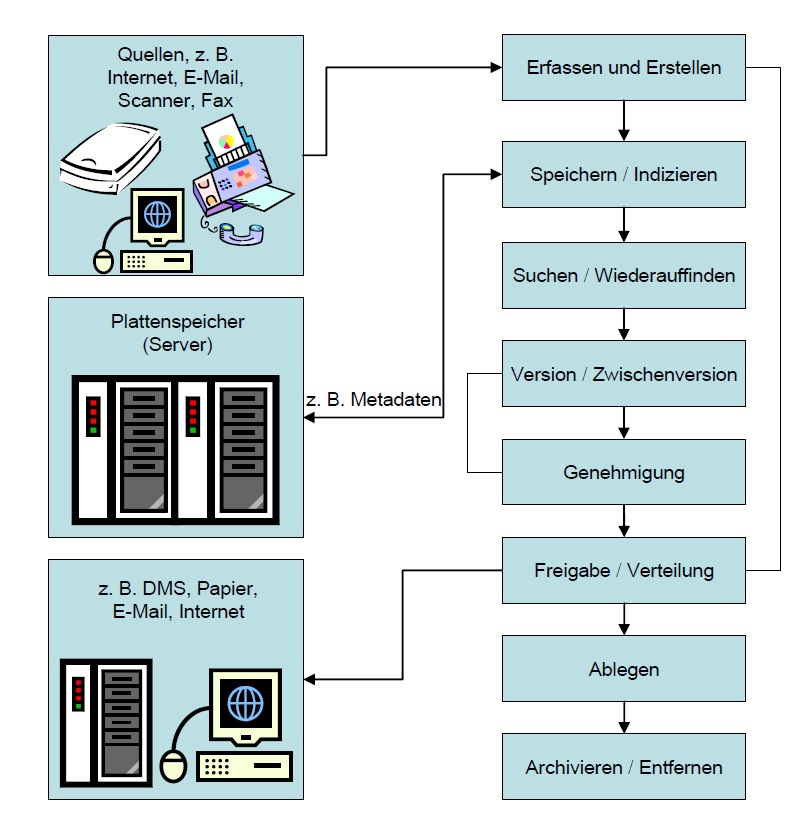 Quellen, z. B.
Internet, E-Mail,
Scanner, Fax
Plattenspeicher
(Server)
z. B. Metadaten
z. B. DMS, Papier,
E-Mail, Internet
Erfassen und Erstellen
Speichern / Indizieren
Suchen / Wiederauffinden
Version / Zwischenversion
Genehmigung
Freigabe / Verteilung
Ablegen
Archivieren / Entfernen